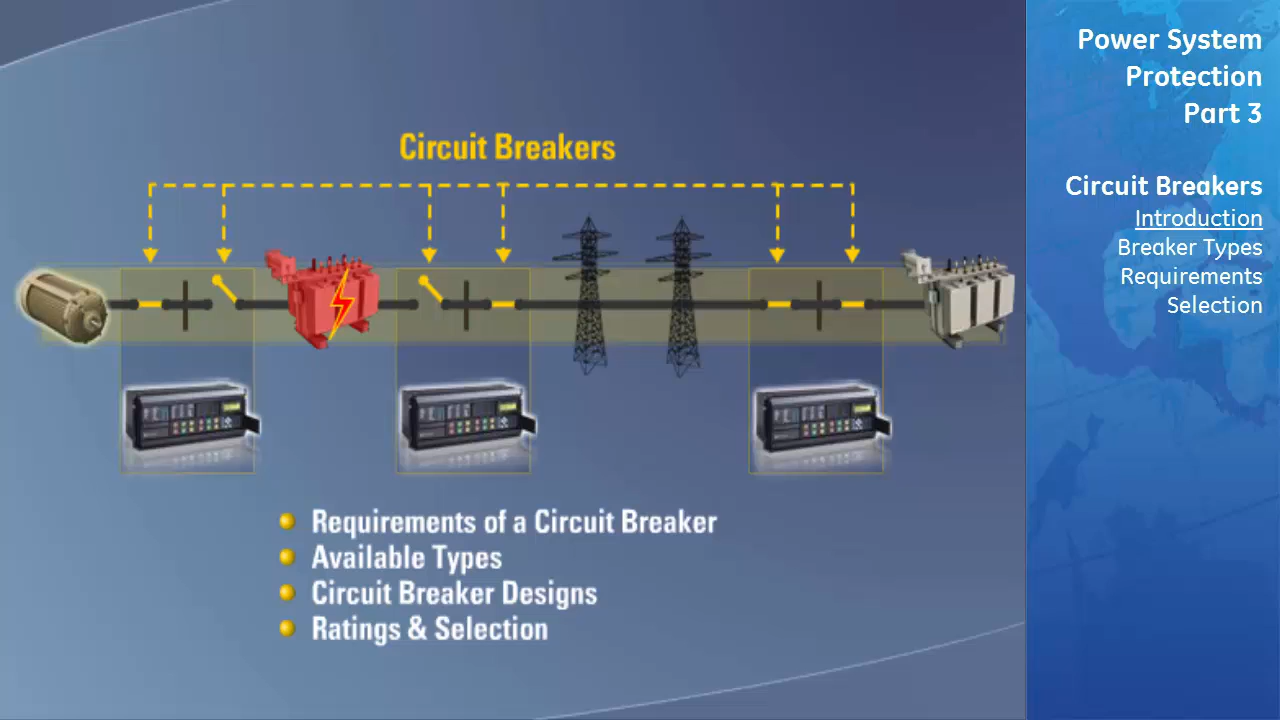 Circuit Breakers
Requirements of a Circuit Breaker
Available Types
Circuit Breaker Designs
Ratings & Selection
Power System
Protection
Part 3
Circuit Breakers
Introduction
Breaker Types
Requirements
Selection